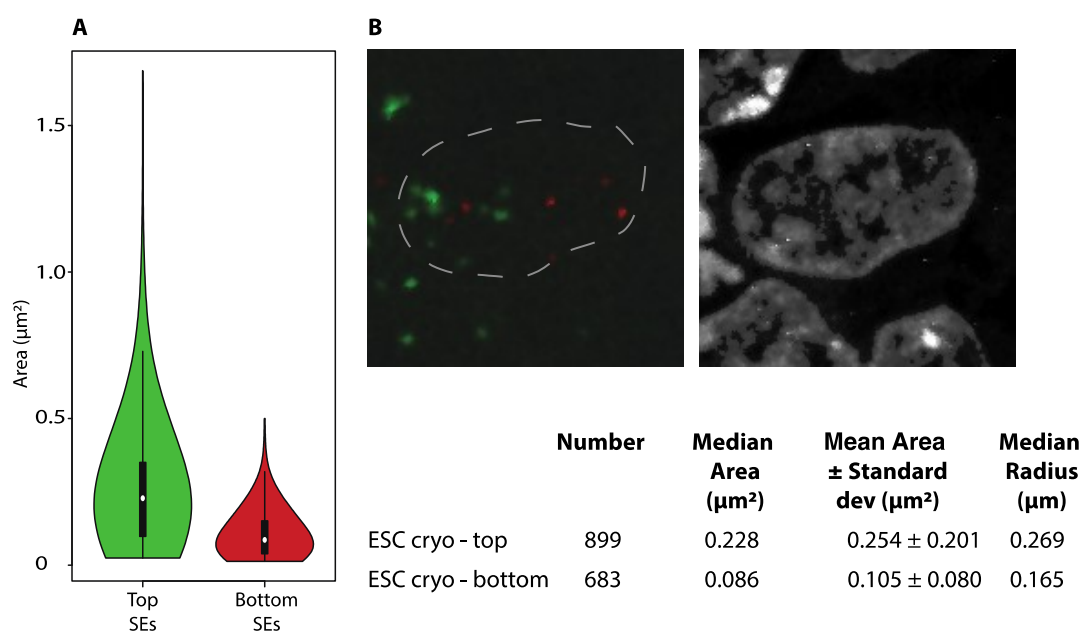 A
B
1.5
1.0
0.5
0
Area (µm²)
Top
SEs
Bottom
SEs
Number
Median
Area
(µm²)
Mean Area
± Standard
dev (µm²)
Median
Radius
(µm)
ESC cryo - top 899 0.228 0.254 ± 0.201 0.269
ESC cryo - bottom 683 0.086 0.105 ± 0.080 0.165